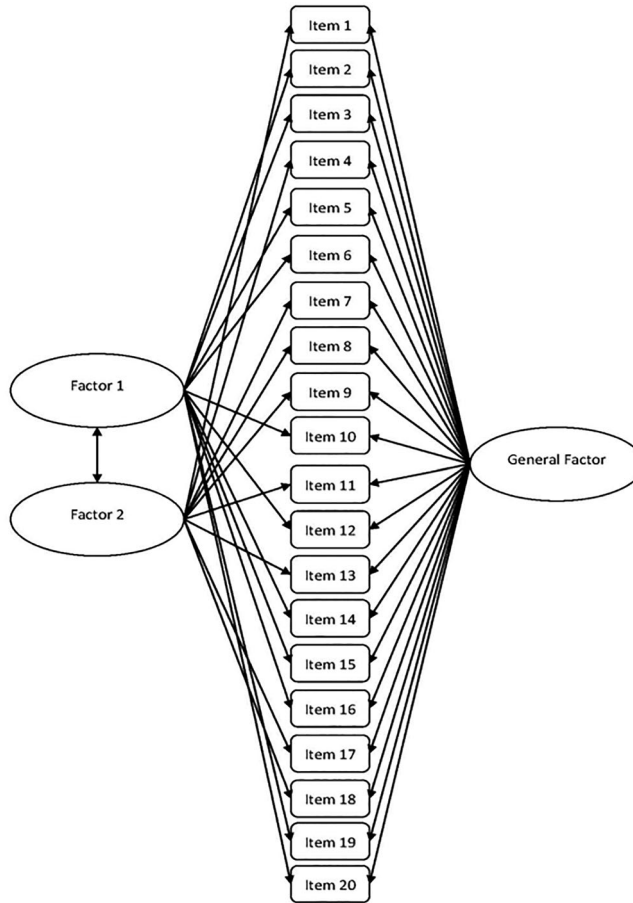 Item 1
Item 2
Item 3
Item 4
Item 5
Item 6
Item 7
Item 8
Item 9
Item 10
Item 11
Item 12
Item 13
Item 14
Item 15
Item 16
Item 17
Item 18
Item 19
Item 20
Factor 1
Factor 2
General Factor